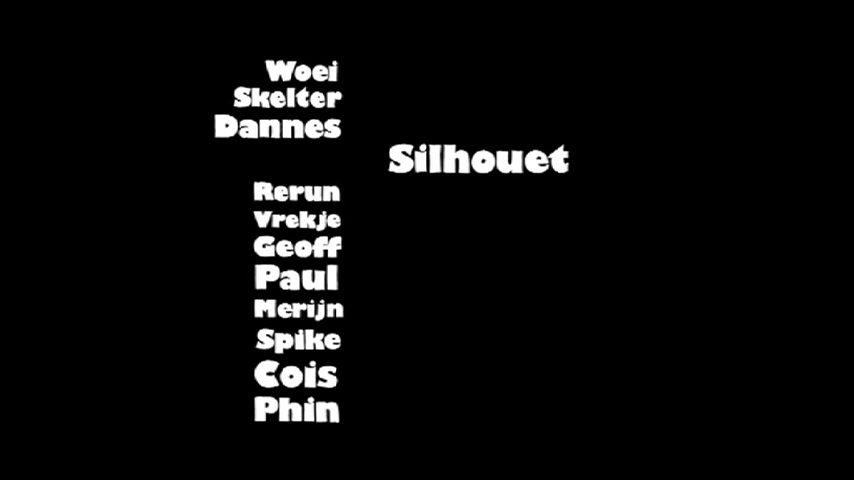 Woei
Skelter
Dannes
Silhouet
Rerun
Vrekje
Geoff
Paul
Merijn
Spike
Cois
Phin